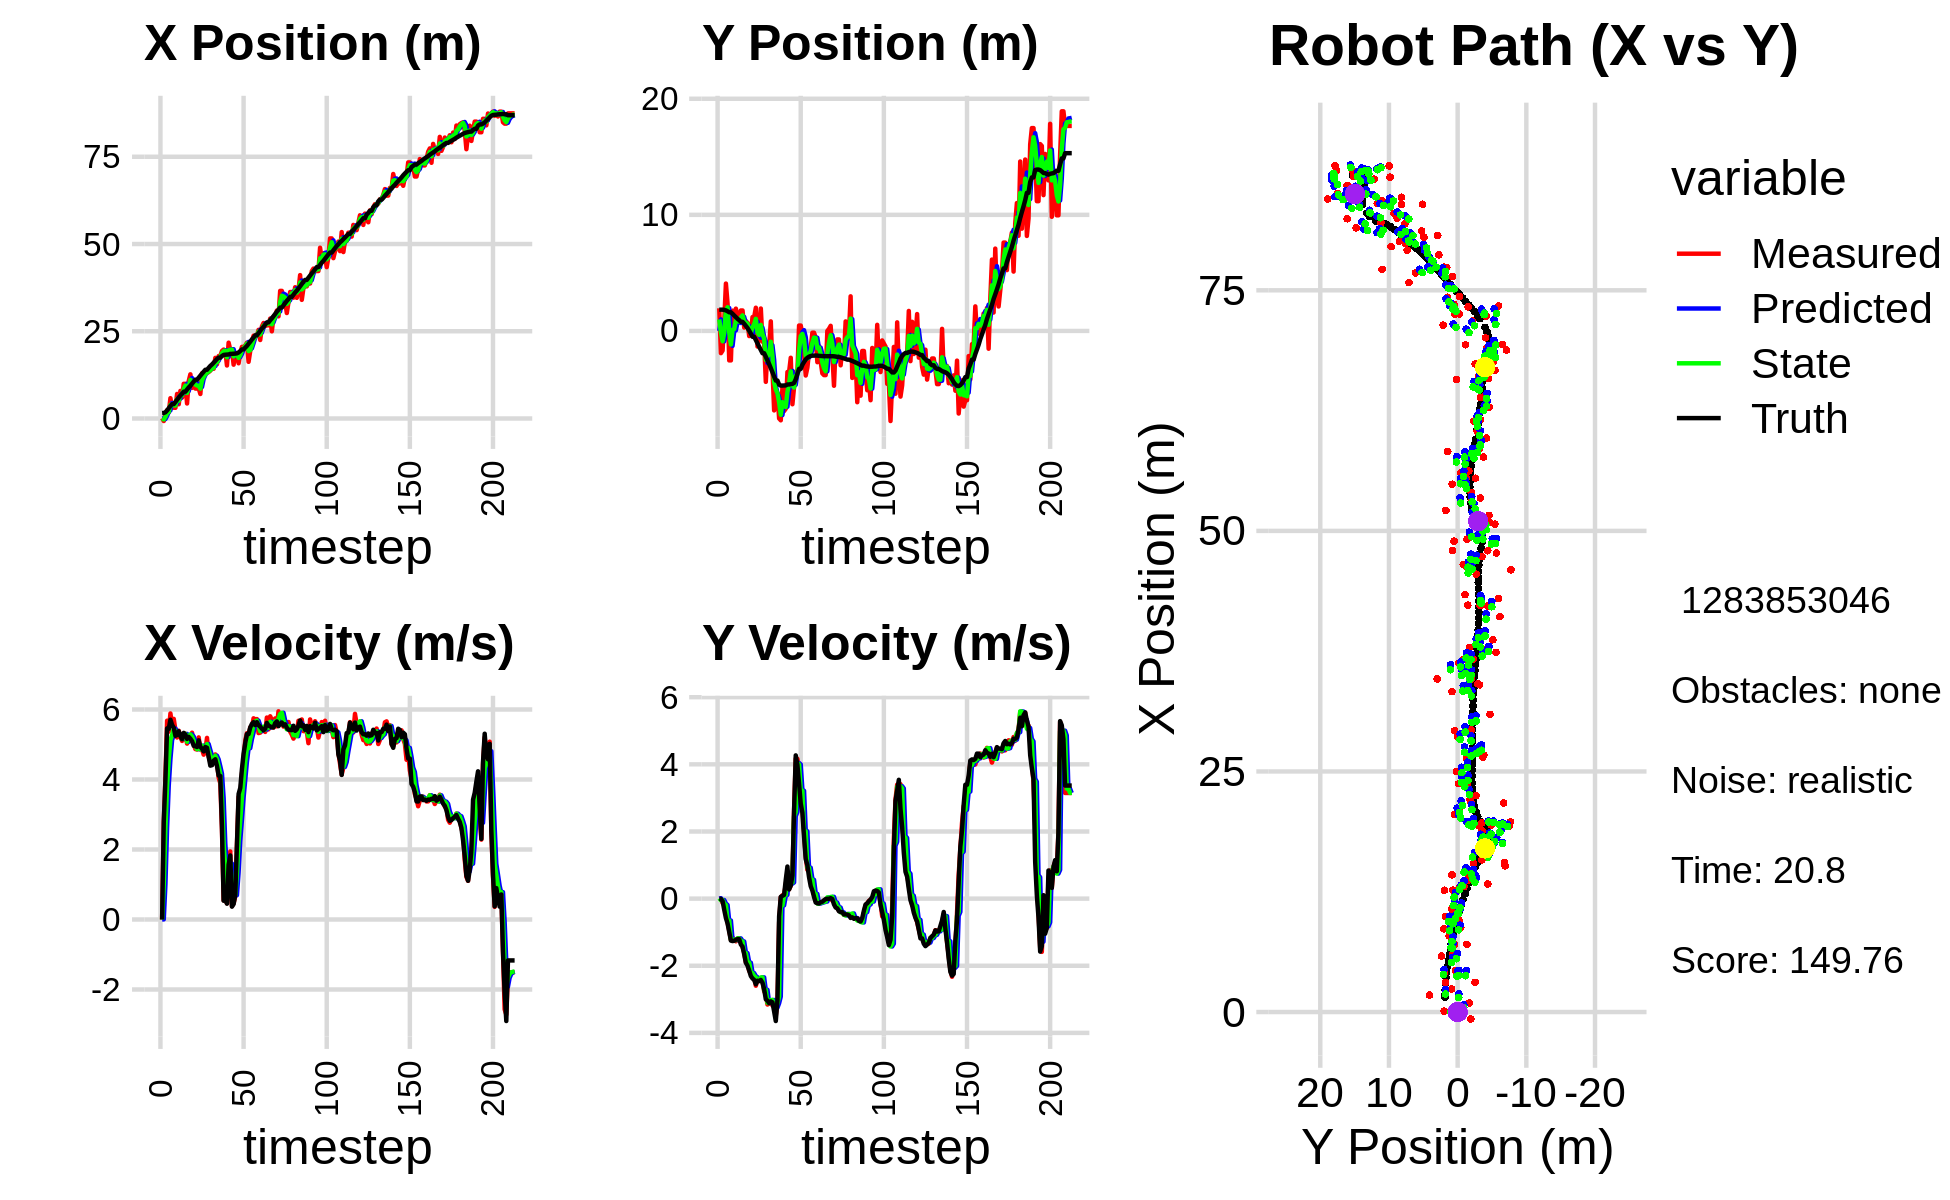 X Position (m)
75
50
25
0
0 50 100 150 200
timestep
Y Position (m)
20
10
0
0 50 100 150 200
timestep
X Velocity (m/s)
6
4
2
0
-2
0 50 100 150 200
timestep
Y Velocity (m/s)
6
4
2
0
-2
-4
0 50 100 150 200
timestep
Robot Path (X vs Y)
X Position (m)
75
50
25
0
20 10 0 -10 -20
Y Position (m)
variable
Measured
Predicted
State
Truth
1283853046
Obstacles: none
Noise: realistic
Time: 20.8
Score: 149.76